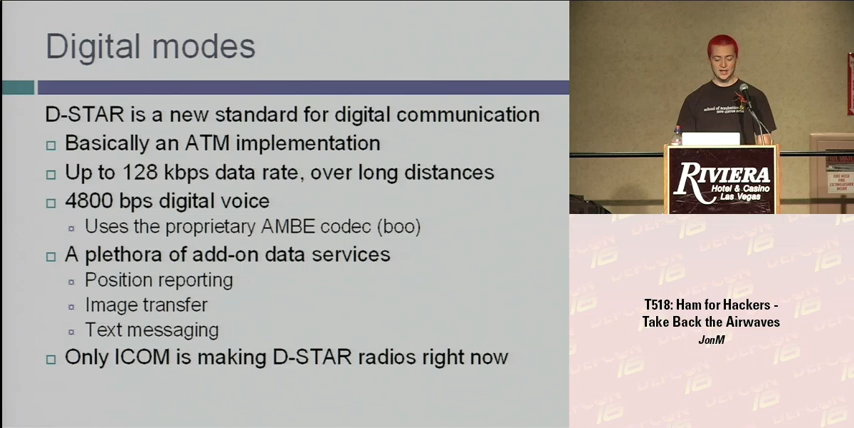 Digital modes
D-STAR is a new standard for digital communication
Basically an ATM implementation
Up to 128 kbps data rate, over long distances
4800 bps digital voice
Uses the proprietary AMBE codec (boo)
A plethora of add-on data services
Position reporting
Image transfer
Text messaging
Only ICOM is making D-STAR radios right now
RIVIERA
Hotel & Casino
Las Vegas
T518: Ham for Hackers -
Take Back the Airwaves
JonM
DEFCON
16